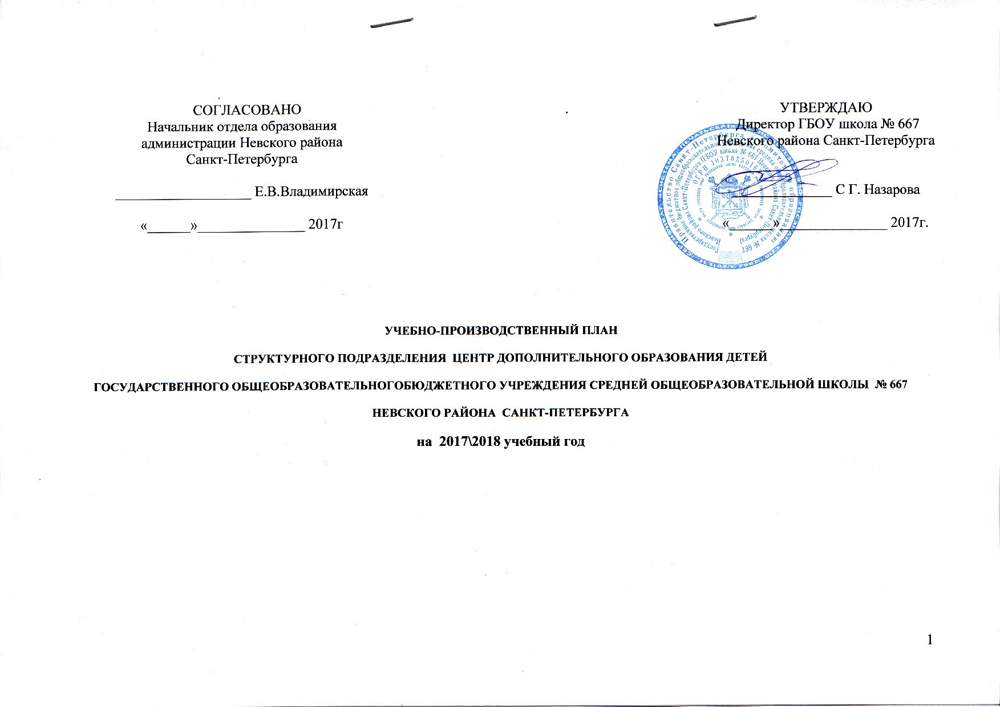 СОГЛАСОВАНО
Начальник отдела образования
администрации Невского района
Санкт-Петербурга
___________________ Е.В.Владимирская
«______»_______________ 2017г
УТВЕРЖДАЮ
Директор ГБОУ школа № 667
Невского района Санкт-Петербурга
______________ С Г. Назарова
«______»_______________ 2017г.
УЧЕБНО-ПРОИЗВОДСТВЕННЫЙ ПЛАН
СТРУКТУРНОГО ПОДРАЗДЕЛЕНИЯ ЦЕНТР ДОПОЛНИТЕЛЬНОГО ОБРАЗОВАНИЯ ДЕТЕЙ
ГОСУДАРСТВЕННОГО ОБЩЕОБРАЗОВАТЕЛЬНОГОБЮДЖЕТНОГО УЧРЕЖДЕНИЯ СРЕДНЕЙ ОБЩЕОБРАЗОВАТЕЛЬНОЙ ШКОЛЫ № 667
НЕВСКОГО РАЙОНА САНКТ-ПЕТЕРБУРГА
на 2017\2018 учебный год
1